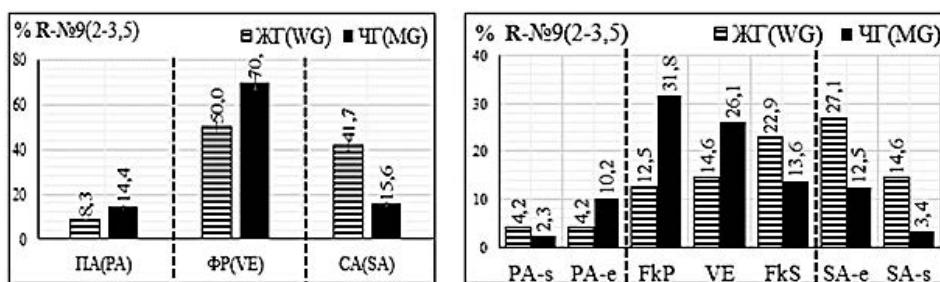 % R-№9(2-3,5)
ЖГ(WG) ЧГ(MG)
80
60
40
20
0
8,3 14,4 50,0 70, 41,7 15,6
ПА(PA) ФР(VE) СА(SA)
% R-№9(2-3,5)
ЖГ(WG) ЧГ(MG)
40
30
20
10
0
4,2 2,3 4,2 10,2 12,5 31,8 14,6 26,1 22,9 13,6 27,1 12,5 14,6 3,4
PA-s PA-e FkP VE FkS SA-e SA-s